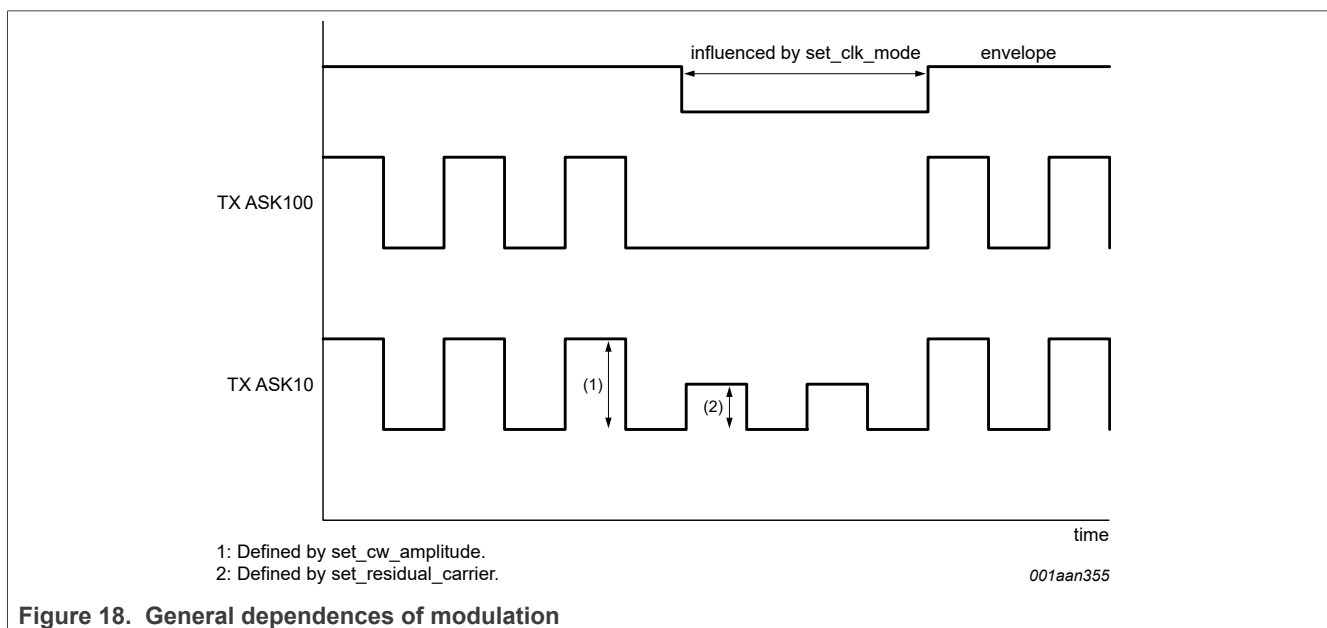 influenced by set_clk_mode
envelope
TX ASK100
TX ASK10
(1)
(2)
time
1: Defined by set_cw_amplitude.
2: Defined by set_residual_carrier.
001aan355
Figure 18. General dependences of modulation